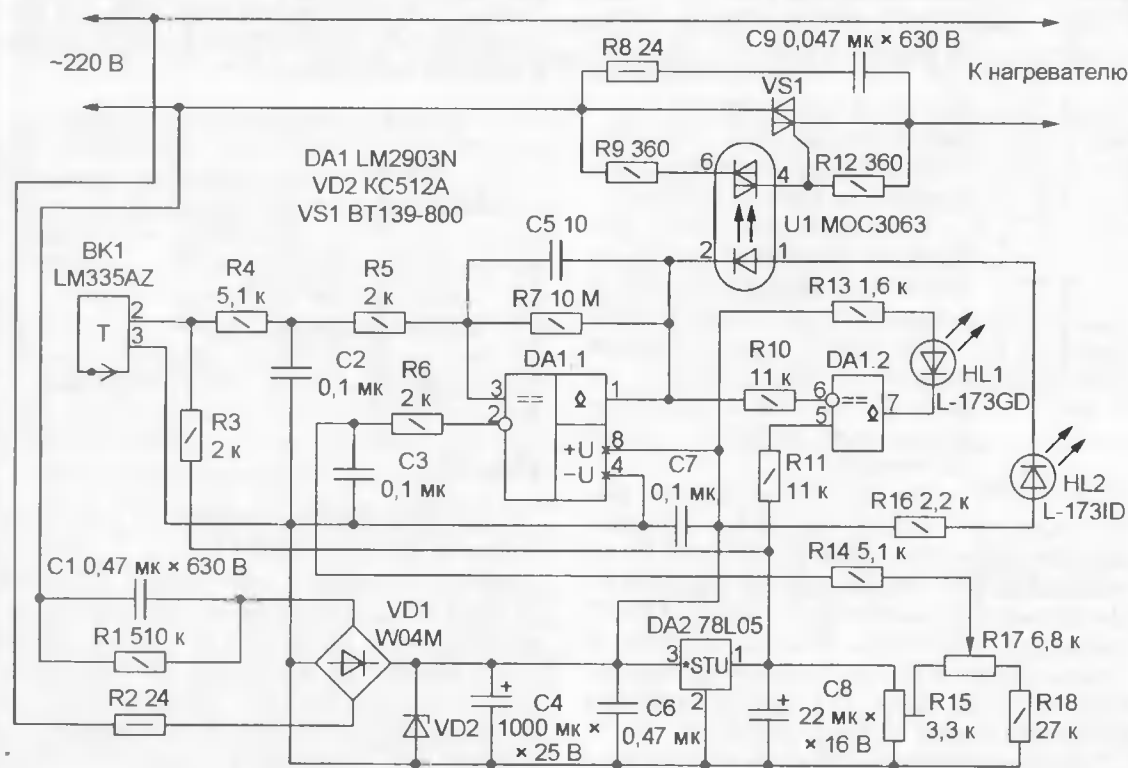 ~220 В
R8 24
C9 0,047 мк × 630 В
К нагревателю
VS1
DA1 LM2903N
VD2 КС512А
VS1 BT139-800
R9 360
6
4
R12 360
U1 MOC3063
C5 10
2
1
BK1
LM335AZ
R4
5,1 к
R5
2 к
R7 10 М
R13 1,6 к
2
T
3
C2
0,1 мк
R6
2 к
DA1.1
3
==
1
2
+U
8
−U
4
R10
11 к
DA1.2
6
==
7
5
HL1
L-173GD
R3
2 к
C3
0,1 мк
C7
0,1 мк
R11
11 к
HL2
L-173ID
R16 2,2 к
R14 5,1 к
C1 0,47 мк × 630 В
R1 510 к
VD1
W04M
DA2 78L05
3
*STU
1
2
R17 6,8 к
R2 24
VD2
+
C4
1000 мк ×
× 25 В
C6
0,47 мк
+
C8
22 мк ×
× 16 В
R15
3,3 к
R18
27 к